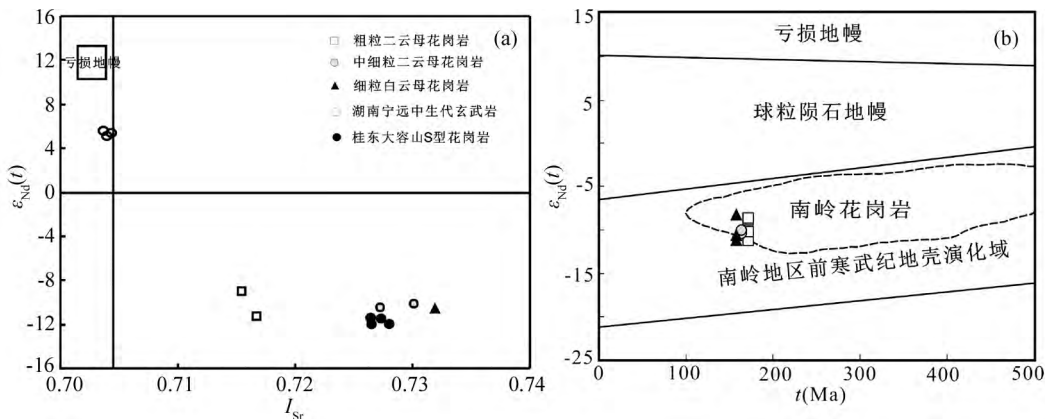 16
12
8
4
0
-4
-8
-12
-16
ε_Nd(t)
亏损地幔
(a)
粗粒二云母花岗岩
中细粒二云母花岗岩
细粒白云母花岗岩
湖南宁远中生代玄武岩
桂东大容山S型花岗岩
0.70
0.71
0.72
0.73
0.74
I_Sr
15
5
-5
-15
-25
ε_Nd(t)
亏损地幔
(b)
球粒陨石地幔
南岭花岗岩
南岭地区前寒武纪地壳演化域
0
100
200
300
400
500
t(Ma)